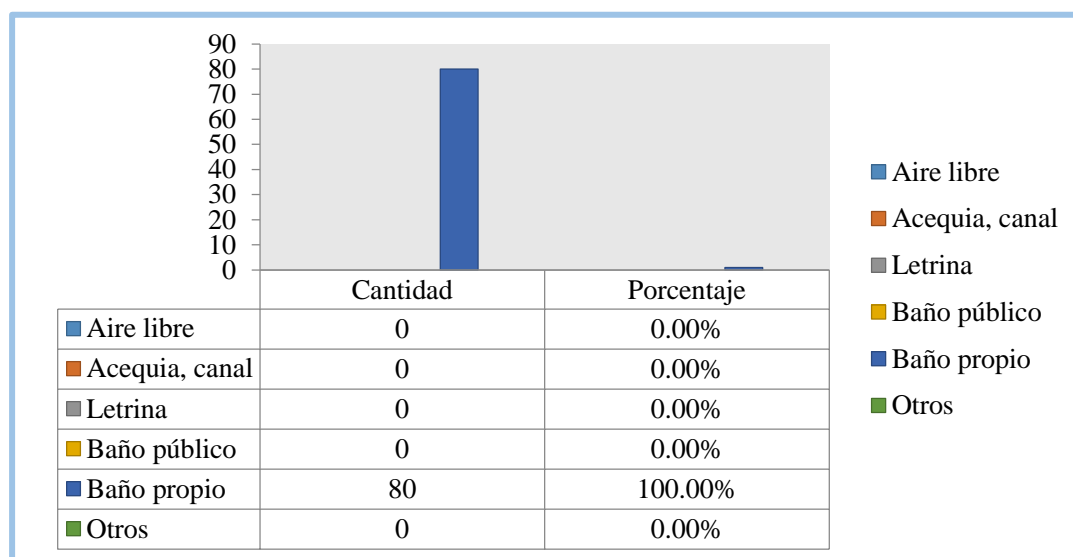 90
80
70
60
50
40
30
20
10
0
Cantidad Porcentaje
Aire libre 0 0.00%
Acequia, canal 0 0.00%
Letrina 0 0.00%
Baño público 0 0.00%
Baño propio 80 100.00%
Otros 0 0.00%
Aire libre
Acequia, canal
Letrina
Baño público
Baño propio
Otros